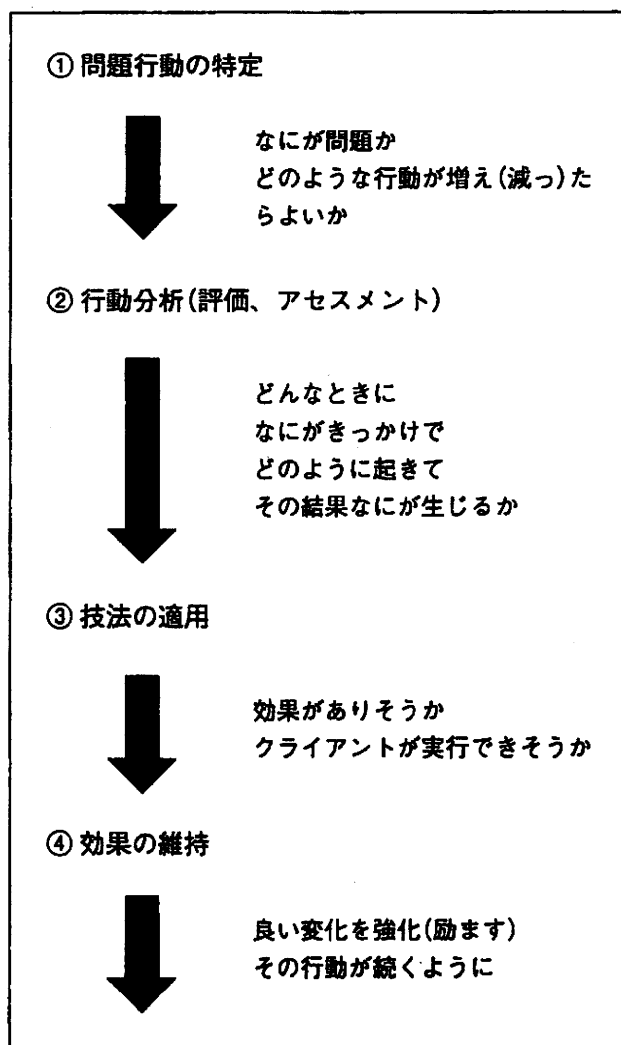 ① 問題行動の特定
なにが問題か
どのような行動が増え(減っ)た
らよいか
② 行動分析(評価、アセスメント)
どんなときに
なにがきっかけで
どのように起きて
その結果なにが生じるか
③ 技法の適用
効果がありそうか
クライアントが実行できそうか
④ 効果の維持
良い変化を強化(励ます)
その行動が続くように